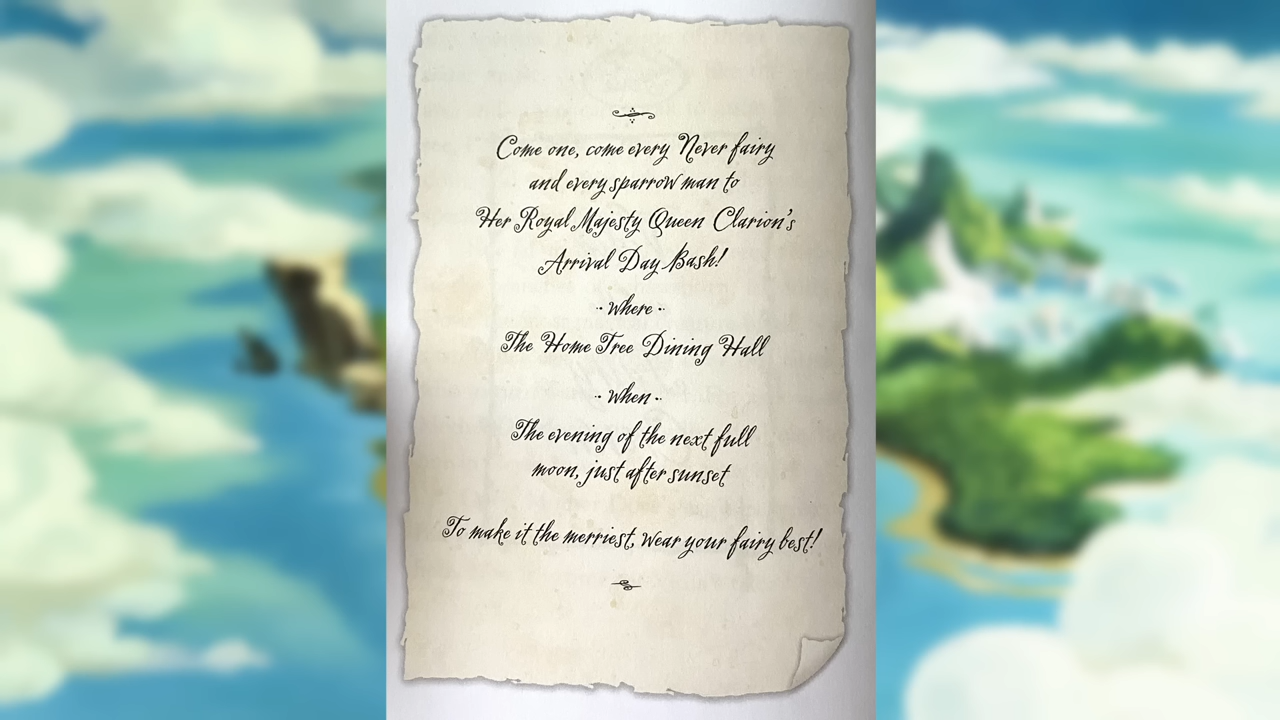 Come one, come every Never fairy
and every sparrow man to
Her Royal Majesty Queen Clarion's
Arrival Day Bash!
· where ·
The Home Tree Dining Hall
· when ·
The evening of the next full
moon, just after sunset
To make it the merriest, wear your fairy best!